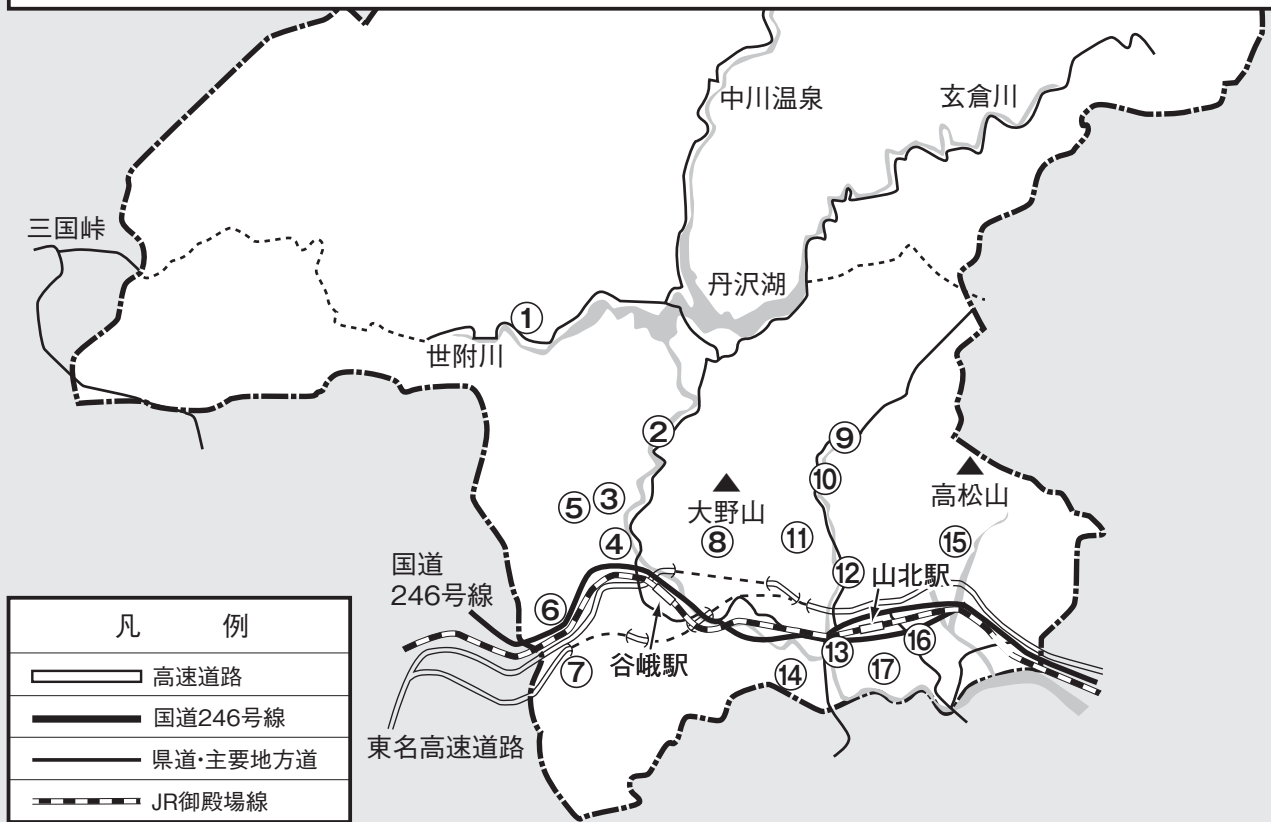 中川温泉
玄倉川
三国峠
丹沢湖
①
世附川
②
⑨
⑩
高松山
③
⑤
大野山
④
⑧
⑪
⑮
国道
246号線
⑫
山北駅
⑥
谷峨駅
⑬
⑯
⑦
⑭
⑰
東名高速道路
凡例
高速道路
国道246号線
県道・主要地方道
JR御殿場線